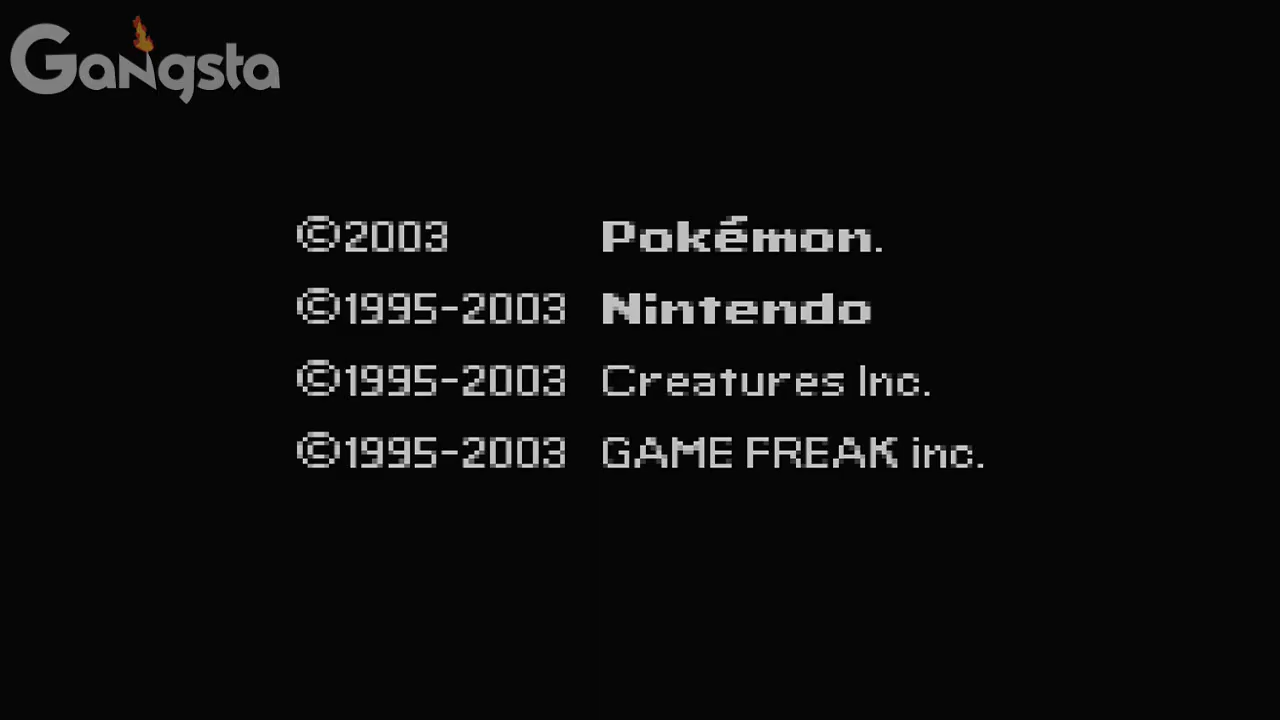 Gangsta
©2003 Pokémon.
©1995-2003 Nintendo
©1995-2003 Creatures Inc.
©1995-2003 GAME FREAK inc.